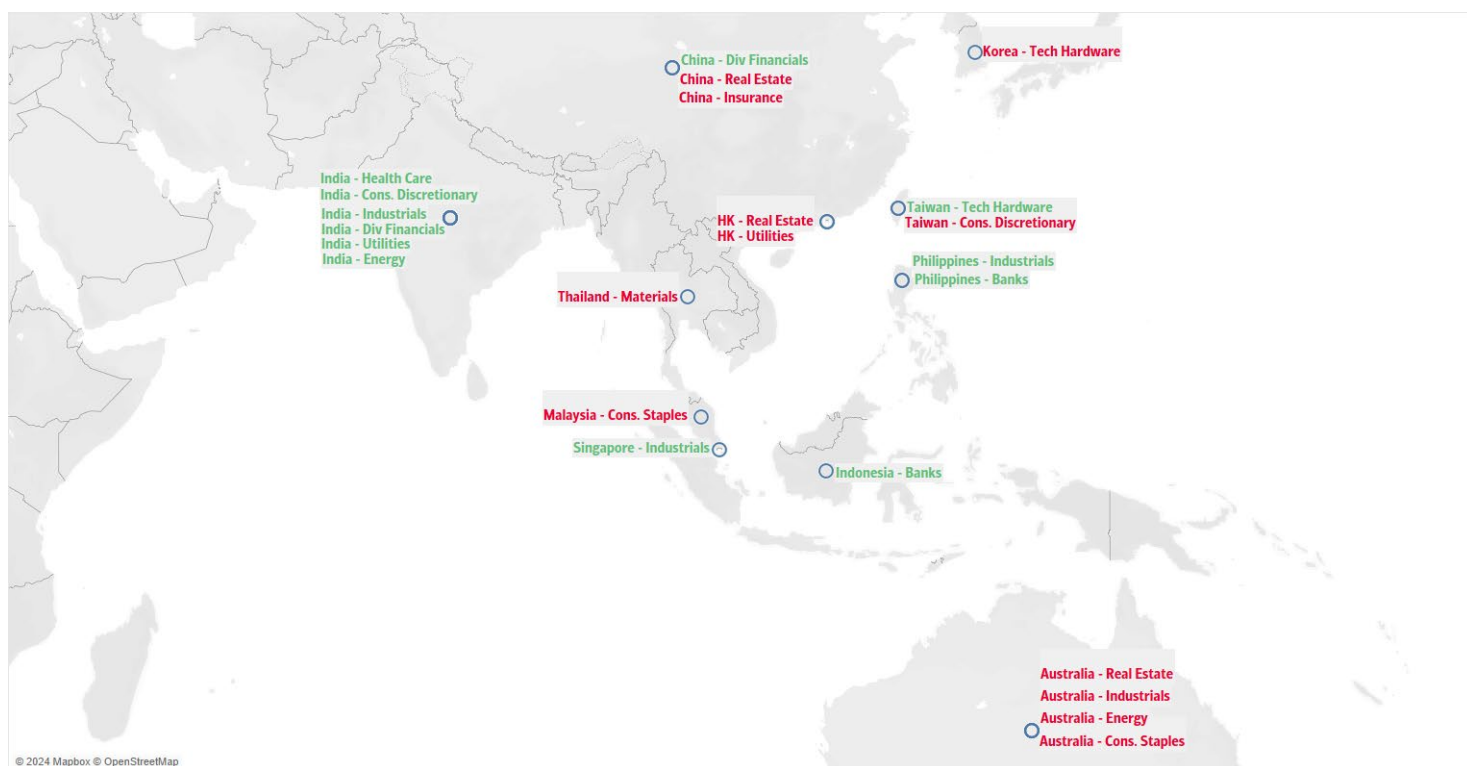 China - Div Financials
China - Real Estate
China - Insurance
Korea - Tech Hardware
India - Health Care
India - Cons. Discretionary
India - Industrials
India - Div Financials
India - Utilities
India - Energy
HK - Real Estate
HK - Utilities
Taiwan - Tech Hardware
Taiwan - Cons. Discretionary
Philippines - Industrials
Philippines - Banks
Thailand - Materials
Malaysia - Cons. Staples
Singapore - Industrials
Indonesia - Banks
Australia - Real Estate
Australia - Industrials
Australia - Energy
Australia - Cons. Staples
© 2024 Mapbox © OpenStreetMap